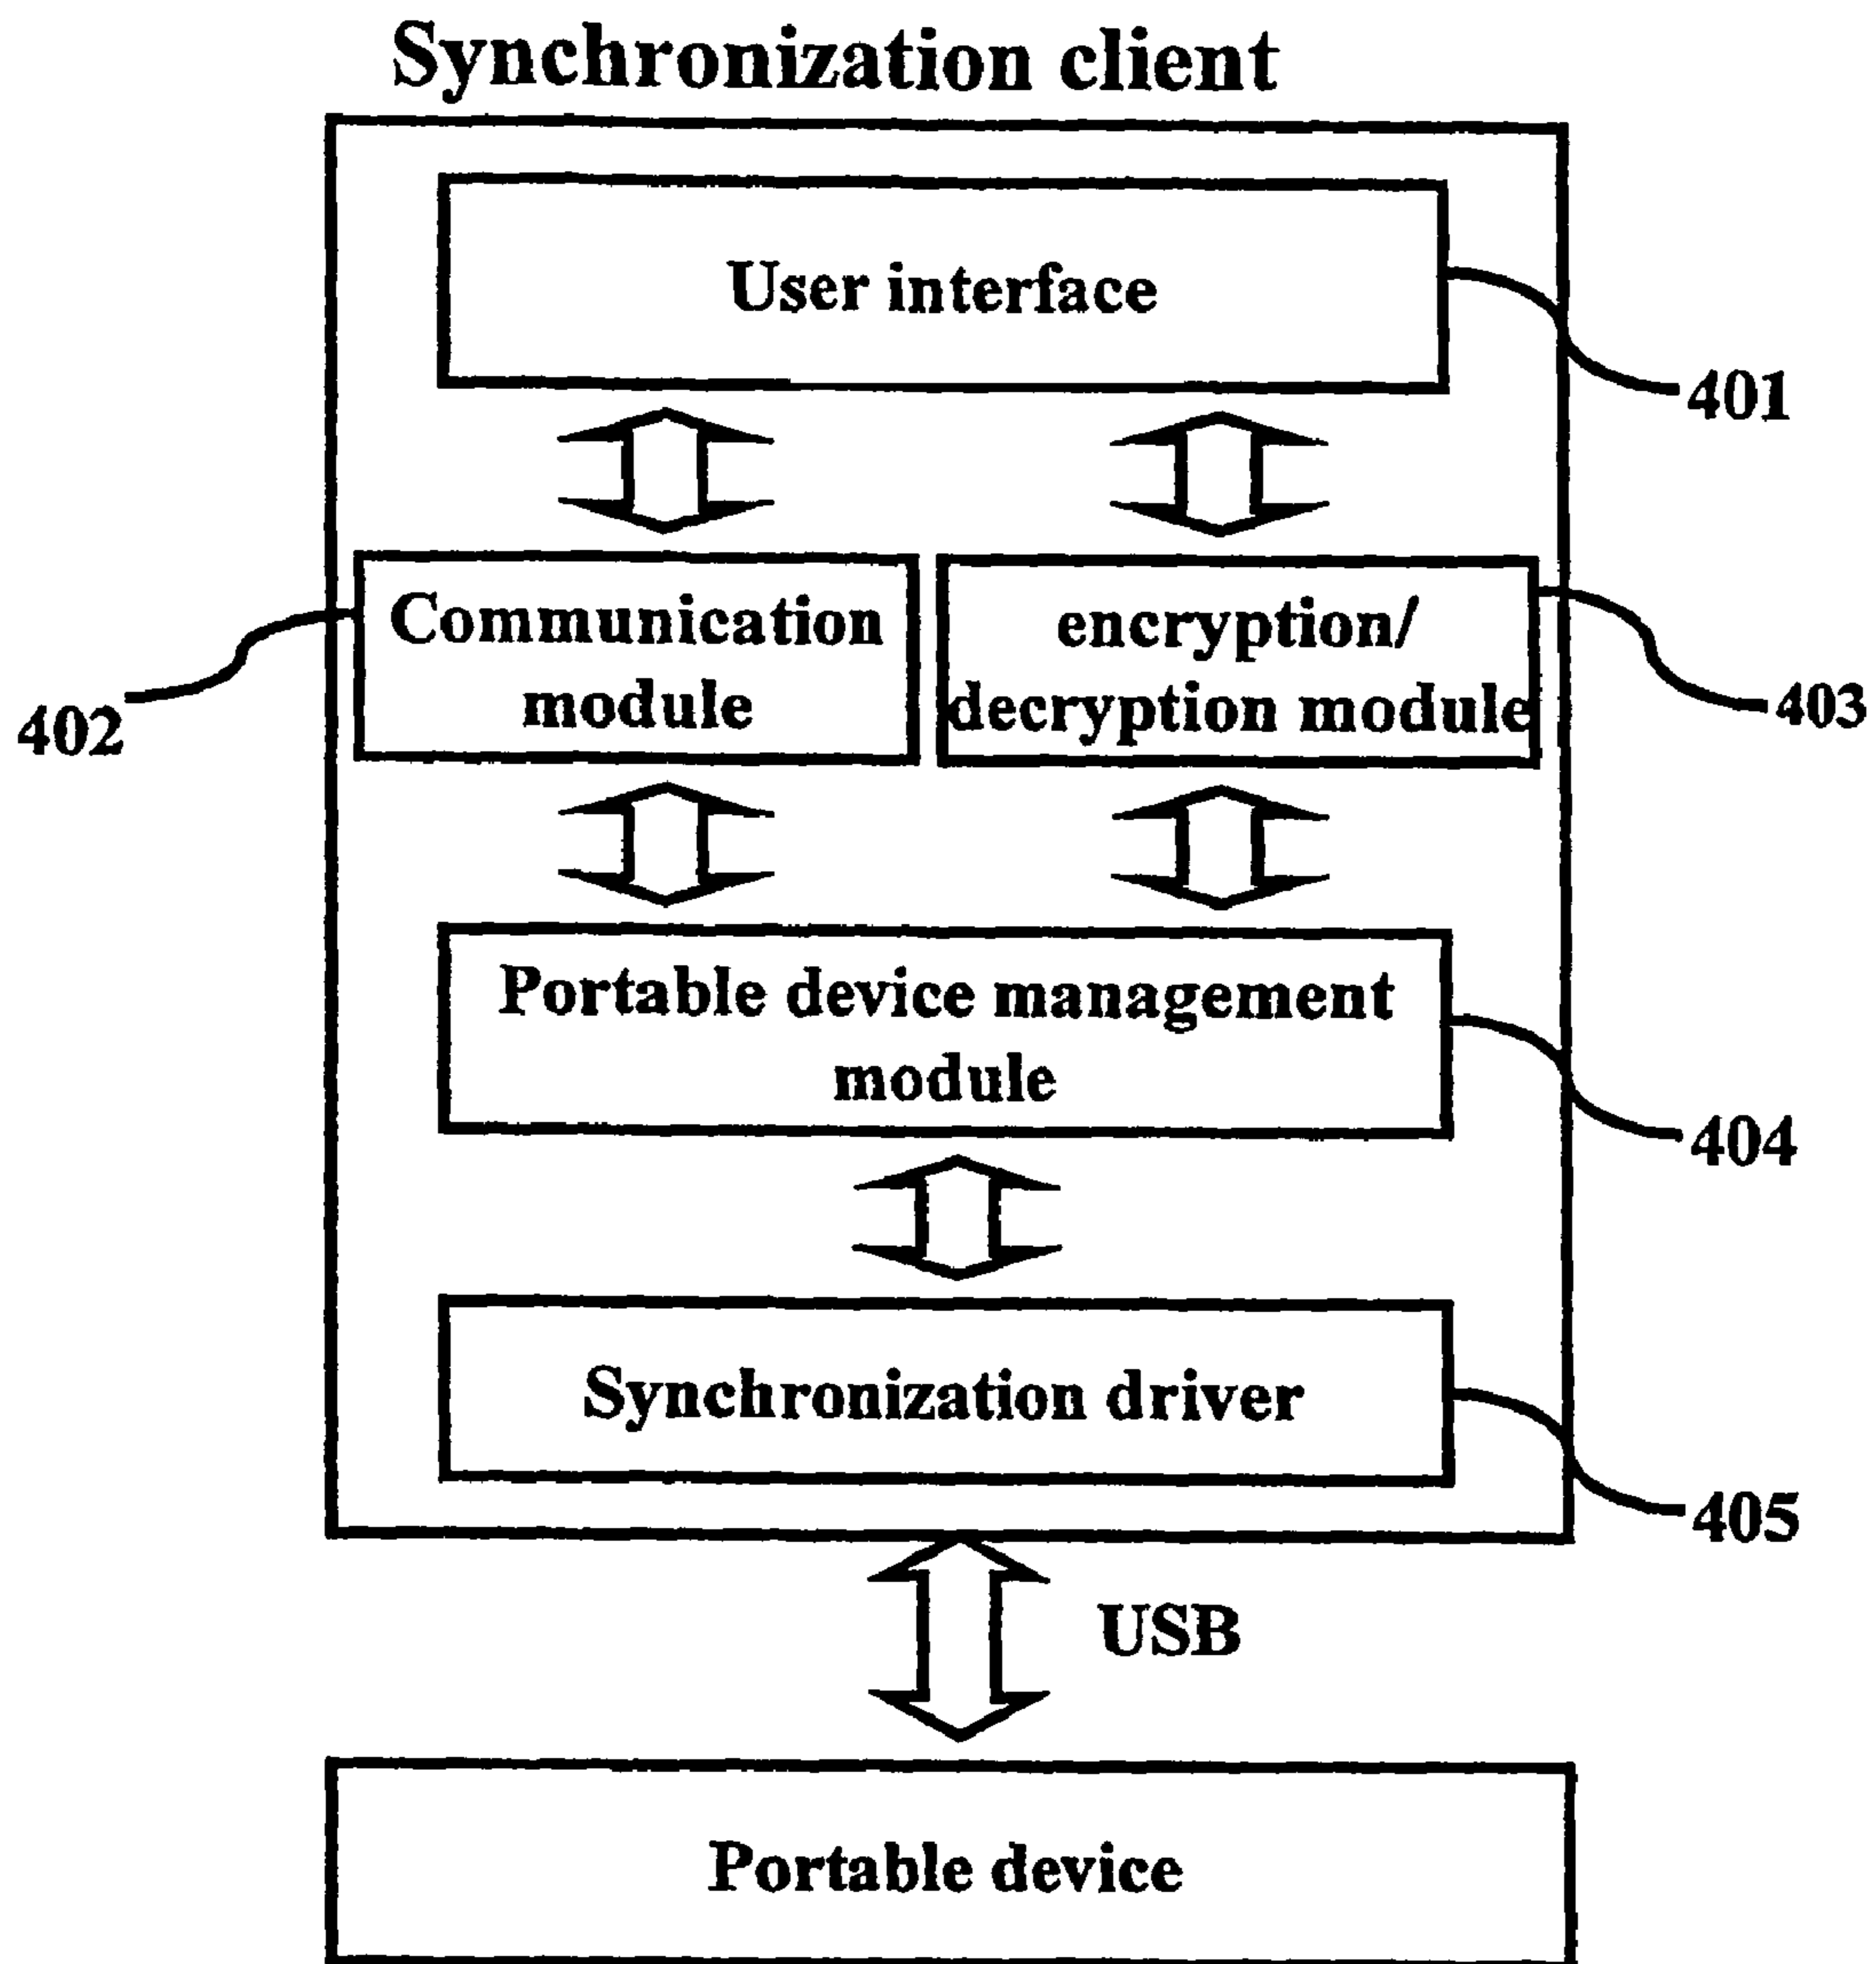 Synchronization client
User interface
401
Communication
module
encryption/
decryption module
402
403
Portable device management
module
404
Synchronization driver
405
USB
Portable device